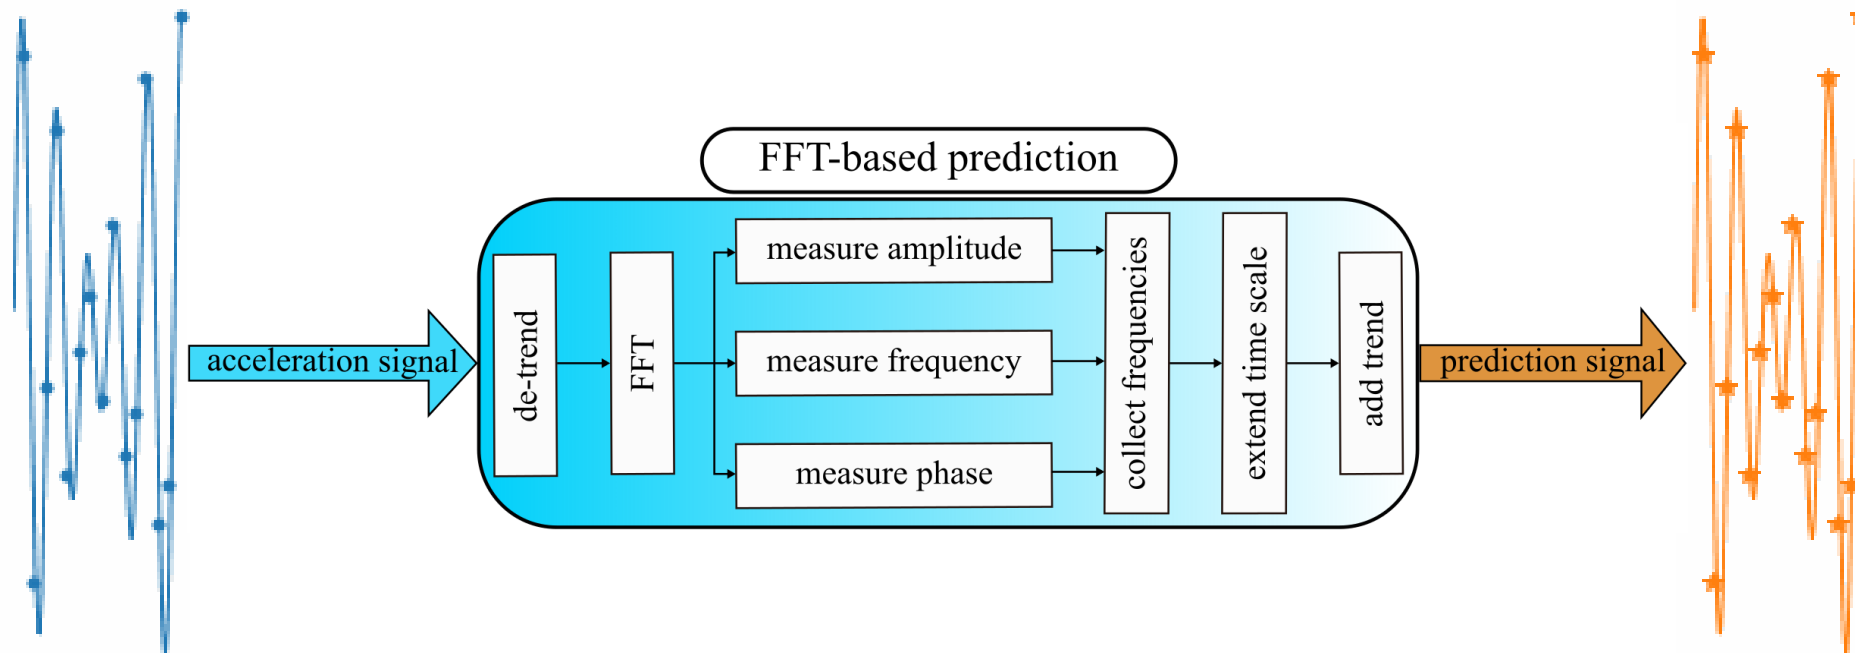 FFT-based prediction
acceleration signal
de-trend
FFT
measure amplitude
measure frequency
measure phase
collect frequencies
extend time scale
add trend
prediction signal